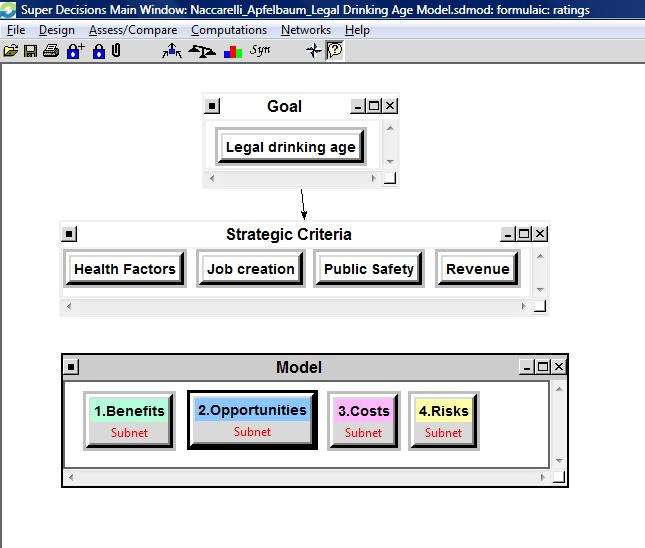 Super Decisions Main Window: Naccarelli_Apfelbaum_Legal Drinking Age Model.sdmod: formulaic: ratings
File Design Assess/Compare Computations Networks Help
Syn
Goal
Legal drinking age
Strategic Criteria
Health Factors Job creation Public Safety Revenue
Model
1.Benefits 2.Opportunities 3.Costs 4.Risks
Subnet Subnet Subnet Subnet